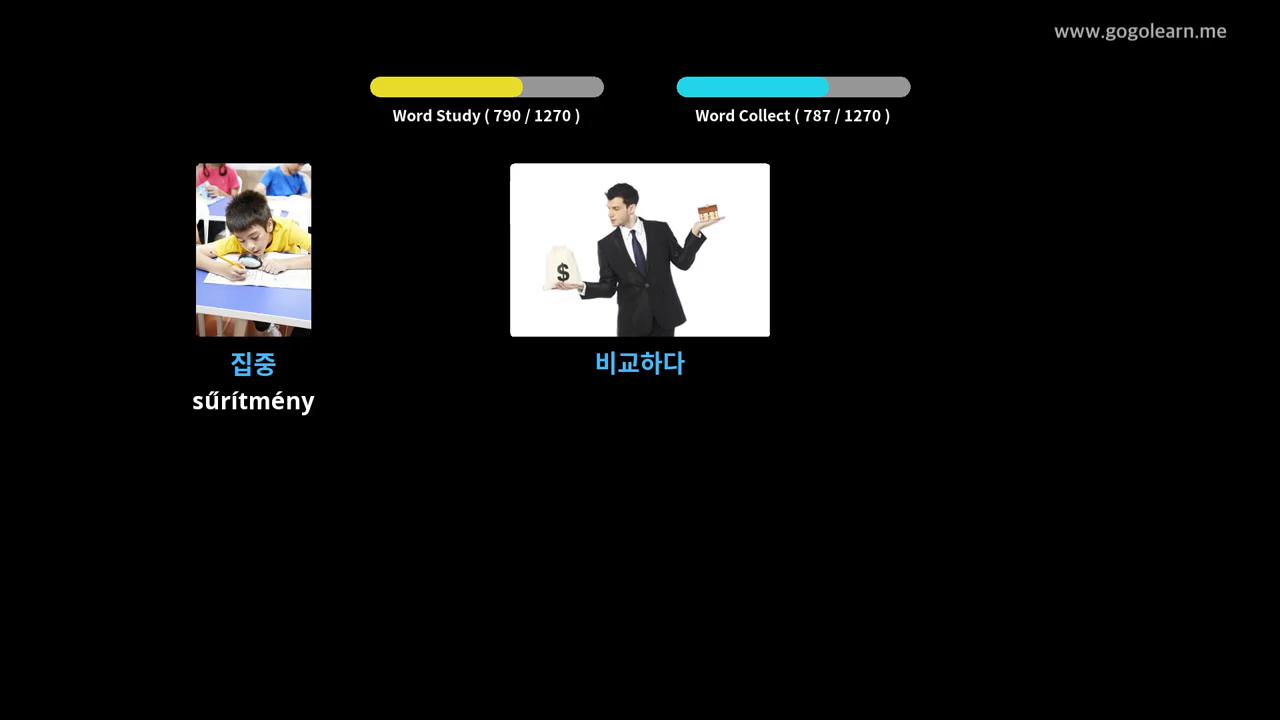 www.gogolearn.me
Word Study ( 790 / 1270 )
Word Collect ( 787 / 1270 )
$
집중
비교하다
sűrítmény